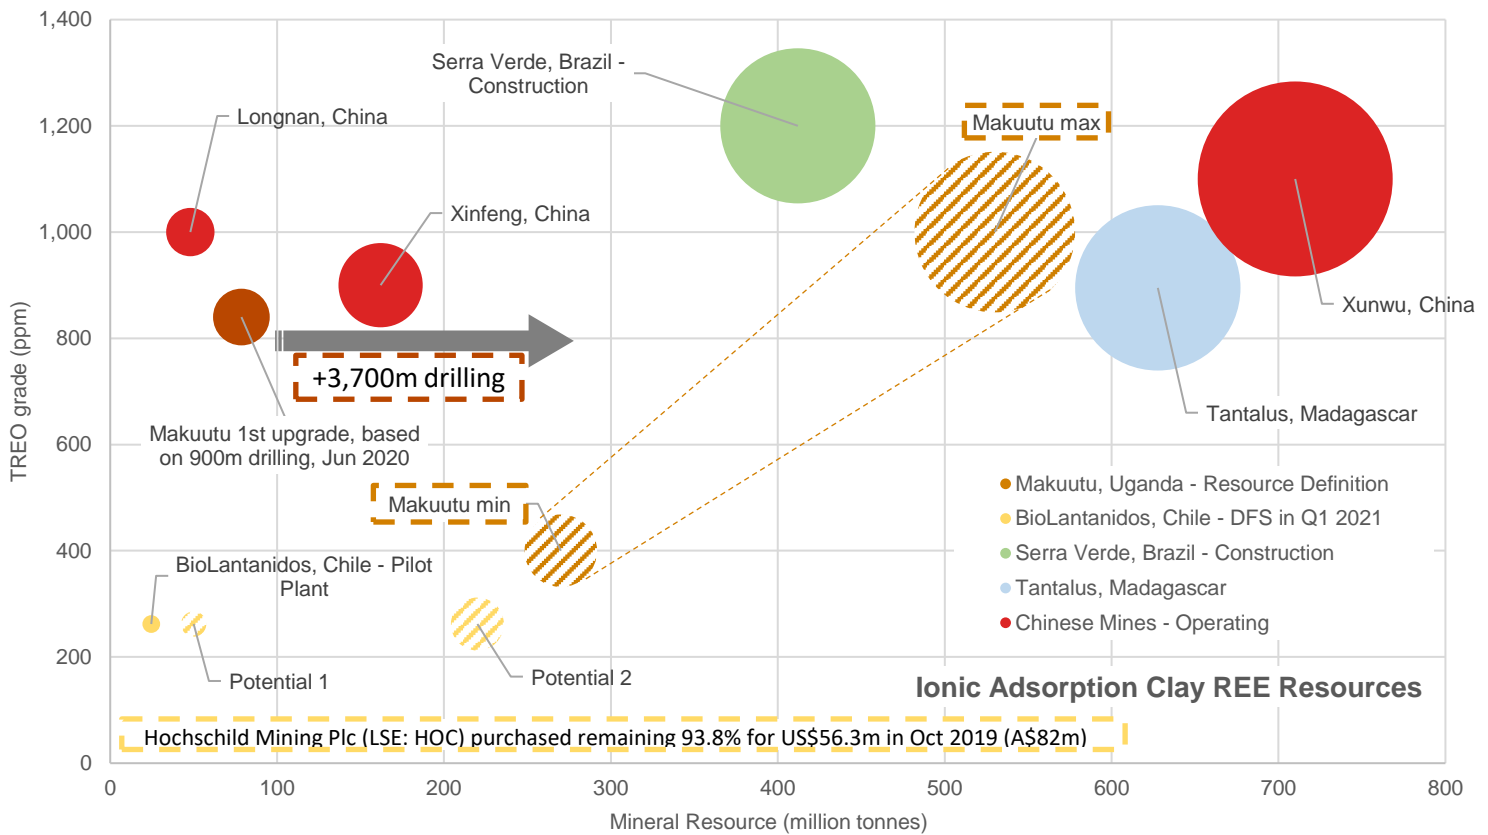 1,400
1,200
1,000
800
600
400
200
0
TREO grade (ppm)
Serra Verde, Brazil -
Construction
Longnan, China
Makuutu max
Xinfeng, China
Xunwu, China
+3,700m drilling
Tantalus, Madagascar
Makuutu 1st upgrade, based
on 900m drilling, Jun 2020
Makuutu min
BioLantanidos, Chile - Pilot
Plant
Potential 1
Potential 2
Makuutu, Uganda - Resource Definition
BioLantanidos, Chile - DFS in Q1 2021
Serra Verde, Brazil - Construction
Tantalus, Madagascar
Chinese Mines - Operating
Ionic Adsorption Clay REE Resources
Hochschild Mining Plc (LSE: HOC) purchased remaining 93.8% for US$56.3m in Oct 2019 (A$82m)
0 100 200 300 400 500 600 700 800
Mineral Resource (million tonnes)